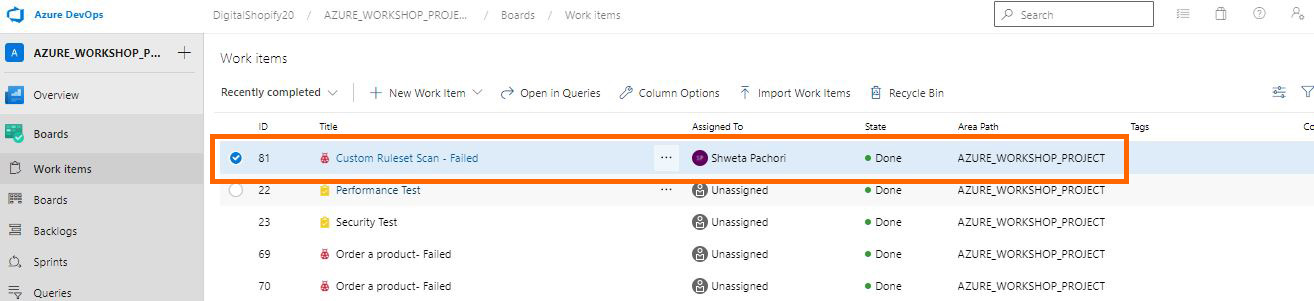 Azure DevOps
DigitalShopify20 / AZURE_WORKSHOP_PROJE... / Boards / Work items
Search
A AZURE_WORKSHOP_P...
Overview
Boards
Work items
Boards
Backlogs
Sprints
Queries
Work items
Recently completed New Work Item Open in Queries Column Options Import Work Items Recycle Bin
ID Title Assigned To State Area Path Tags Co
81 Custom Ruleset Scan - Failed ... SP Shweta Pachori Done AZURE_WORKSHOP_PROJECT
22 Performance Test ... Unassigned Done AZURE_WORKSHOP_PROJECT
23 Security Test Unassigned Done AZURE_WORKSHOP_PROJECT
69 Order a product- Failed Unassigned Done AZURE_WORKSHOP_PROJECT
70 Order a product- Failed Unassigned Done AZURE_WORKSHOP_PROJECT